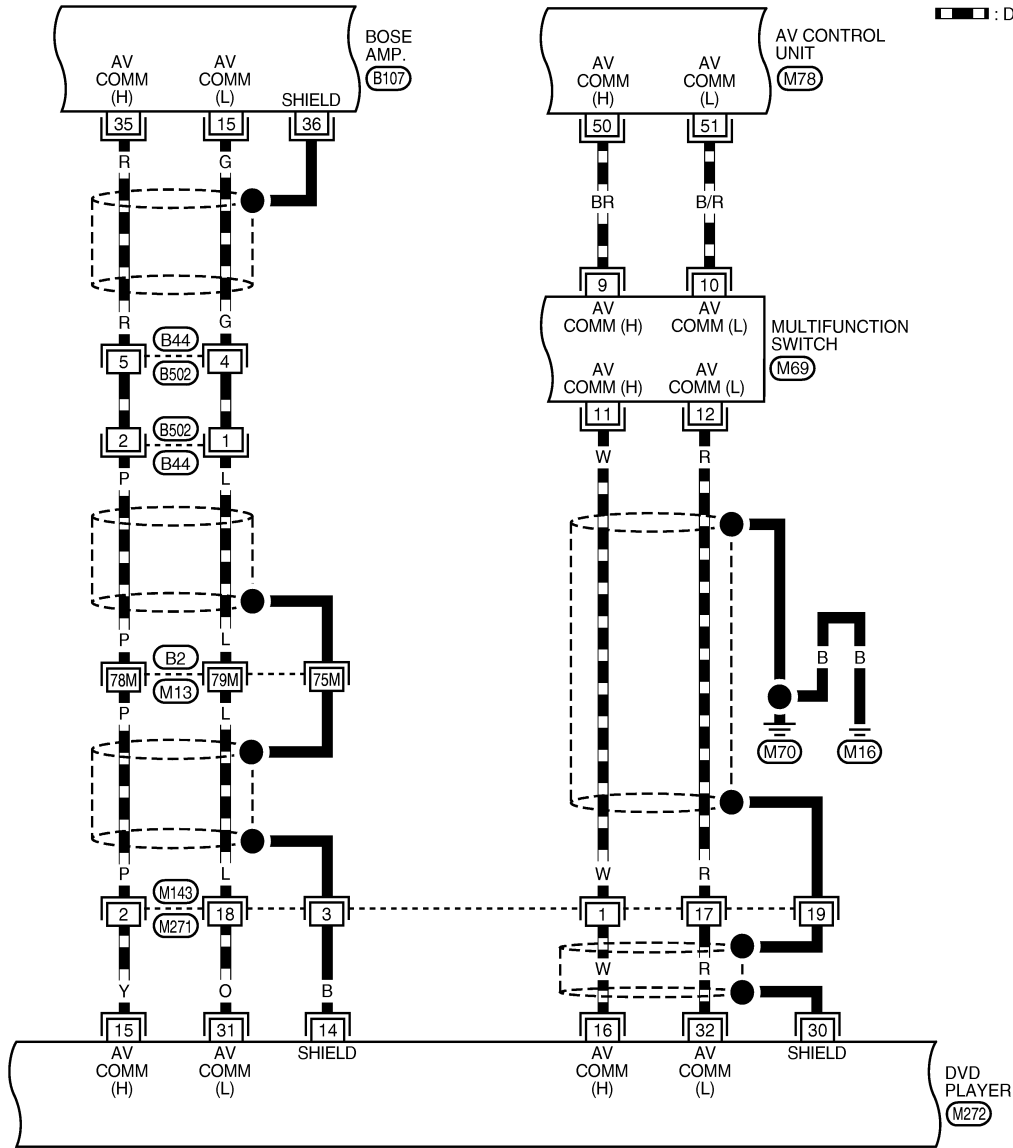 : D
BOSE
AMP.
B107
AV
COMM
(H)
AV
COMM
(L)
SHIELD
35
15
36
R
G
R
G
B44
5
4
B502
B502
2
1
B44
P
L
P
L
B2
78M
79M
75M
M13
P
L
P
L
M143
2
18
3
M271
Y
O
B
15
31
14
AV
COMM
(H)
AV
COMM
(L)
SHIELD
AV CONTROL
UNIT
M78
AV
COMM
(H)
AV
COMM
(L)
50
51
BR
B/R
9
10
AV
COMM (H)
AV
COMM (L)
MULTIFUNCTION
SWITCH
M69
AV
COMM (H)
AV
COMM (L)
11
12
W
R
B
B
M70
M16
W
R
1
17
19
W
R
16
32
30
AV
COMM
(H)
AV
COMM
(L)
SHIELD
DVD
PLAYER
M272